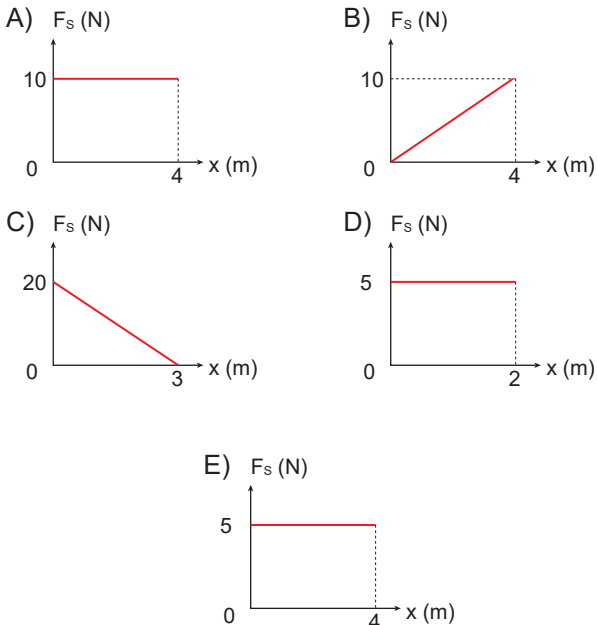 A) Fs (N)
10
0
4
x (m)
B) Fs (N)
10
0
4
x (m)
C) Fs (N)
20
0
3
x (m)
D) Fs (N)
5
0
2
x (m)
E) Fs (N)
5
0
4
x (m)